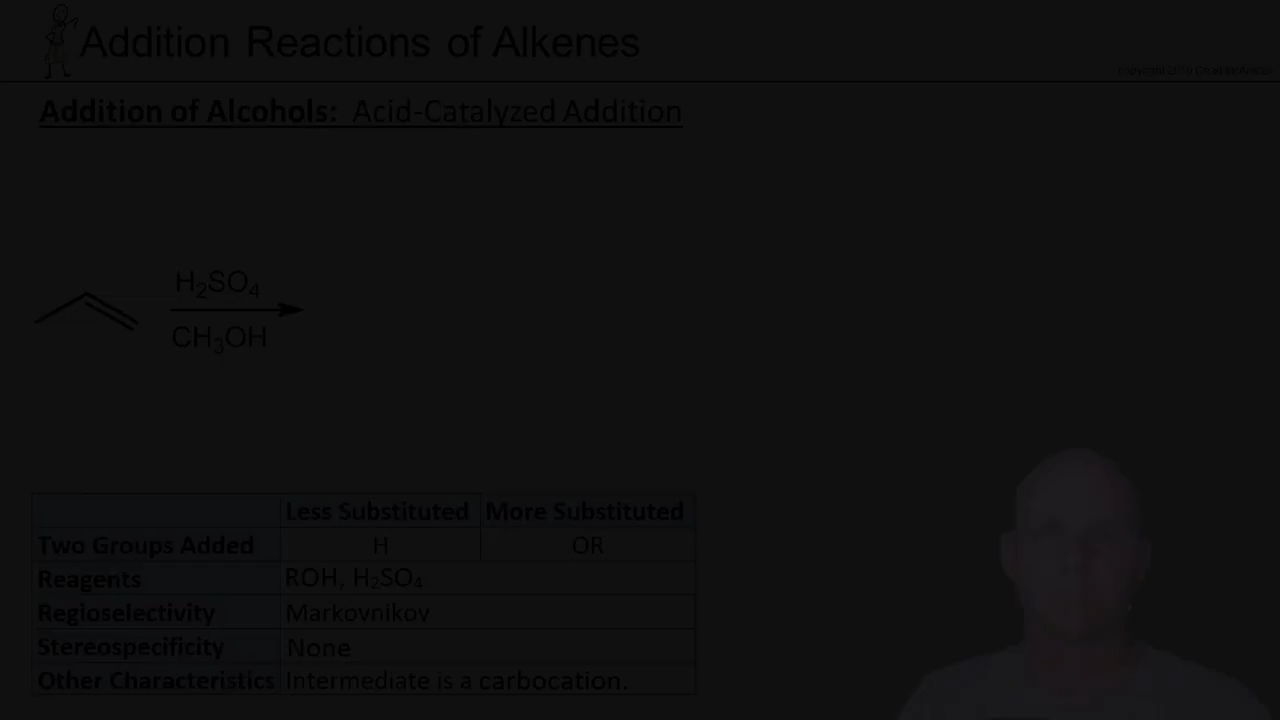 Addition Reactions of Alkenes
Addition of Alcohols: Acid-Catalyzed Addition
H₂SO₄
CH₃OH
Less Substituted More Substituted
Two Groups Added H OR
Reagents ROH, H₂SO₄
Regioselectivity Markovnikov
Stereospecificity None
Other Characteristics Intermediate is a carbocation.